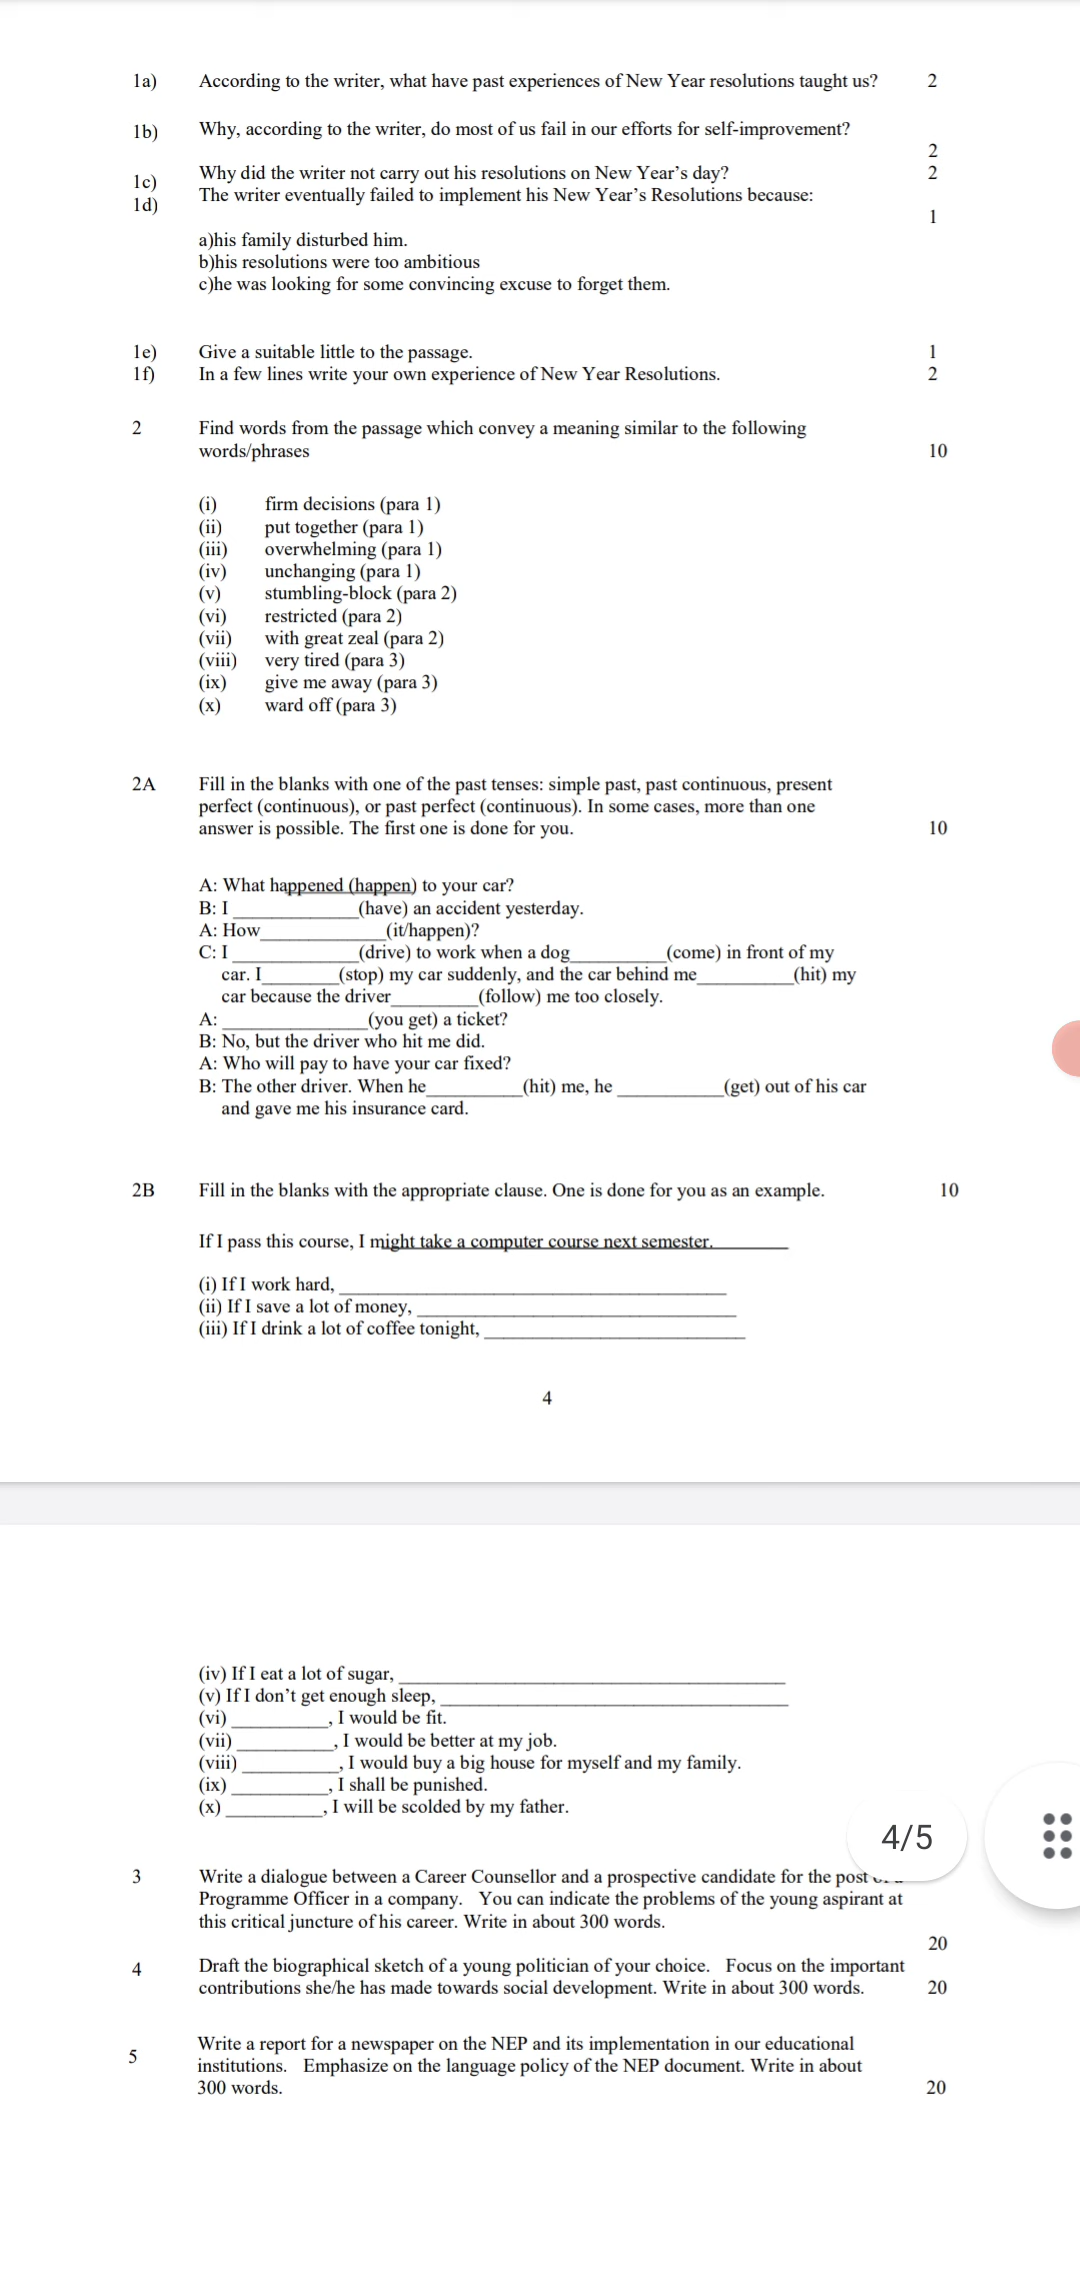 1a) According to the writer, what have past experiences of New Year resolutions taught us? 2
1b) Why, according to the writer, do most of us fail in our efforts for self-improvement?
2
1c) Why did the writer not carry out his resolutions on New Year's day? 2
1d) The writer eventually failed to implement his New Year's Resolutions because:
1
a)his family disturbed him.
b)his resolutions were too ambitious
c)he was looking for some convincing excuse to forget them.
1e) Give a suitable little to the passage. 1
1f) In a few lines write your own experience of New Year Resolutions. 2
2 Find words from the passage which convey a meaning similar to the following
words/phrases 10
(i) firm decisions (para 1)
(ii) put together (para 1)
(iii) overwhelming (para 1)
(iv) unchanging (para 1)
(v) stumbling-block (para 2)
(vi) restricted (para 2)
(vii) with great zeal (para 2)
(viii) very tired (para 3)
(ix) give me away (para 3)
(x) ward off (para 3)
2A Fill in the blanks with one of the past tenses: simple past, past continuous, present
perfect (continuous), or past perfect (continuous). In some cases, more than one
answer is possible. The first one is done for you. 10
A: What happened (happen) to your car?
B: I _____________(have) an accident yesterday.
A: How_____________(it/happen)?
C: I _____________(drive) to work when a dog__________(come) in front of my
car. I________(stop) my car suddenly, and the car behind me__________(hit) my
car because the driver_________(follow) me too closely.
A: _______________(you get) a ticket?
B: No, but the driver who hit me did.
A: Who will pay to have your car fixed?
B: The other driver. When he__________(hit) me, he ___________(get) out of his car
and gave me his insurance card.
2B Fill in the blanks with the appropriate clause. One is done for you as an example. 10
If I pass this course, I might take a computer course next semester.________
(i) If I work hard, ________________________________________
(ii) If I save a lot of money, _________________________________
(iii) If I drink a lot of coffee tonight, ___________________________
4
(iv) If I eat a lot of sugar, ________________________________________
(v) If I don't get enough sleep, ____________________________________
(vi) __________, I would be fit.
(vii) __________, I would be better at my job.
(viii) __________, I would buy a big house for myself and my family.
(ix) __________, I shall be punished.
(x) __________, I will be scolded by my father.
4/5
3 Write a dialogue between a Career Counsellor and a prospective candidate for the post
Programme Officer in a company. You can indicate the problems of the young aspirant at
this critical juncture of his career. Write in about 300 words.
20
4 Draft the biographical sketch of a young politician of your choice. Focus on the important
contributions she/he has made towards social development. Write in about 300 words. 20
5 Write a report for a newspaper on the NEP and its implementation in our educational
institutions. Emphasize on the language policy of the NEP document. Write in about
300 words. 20